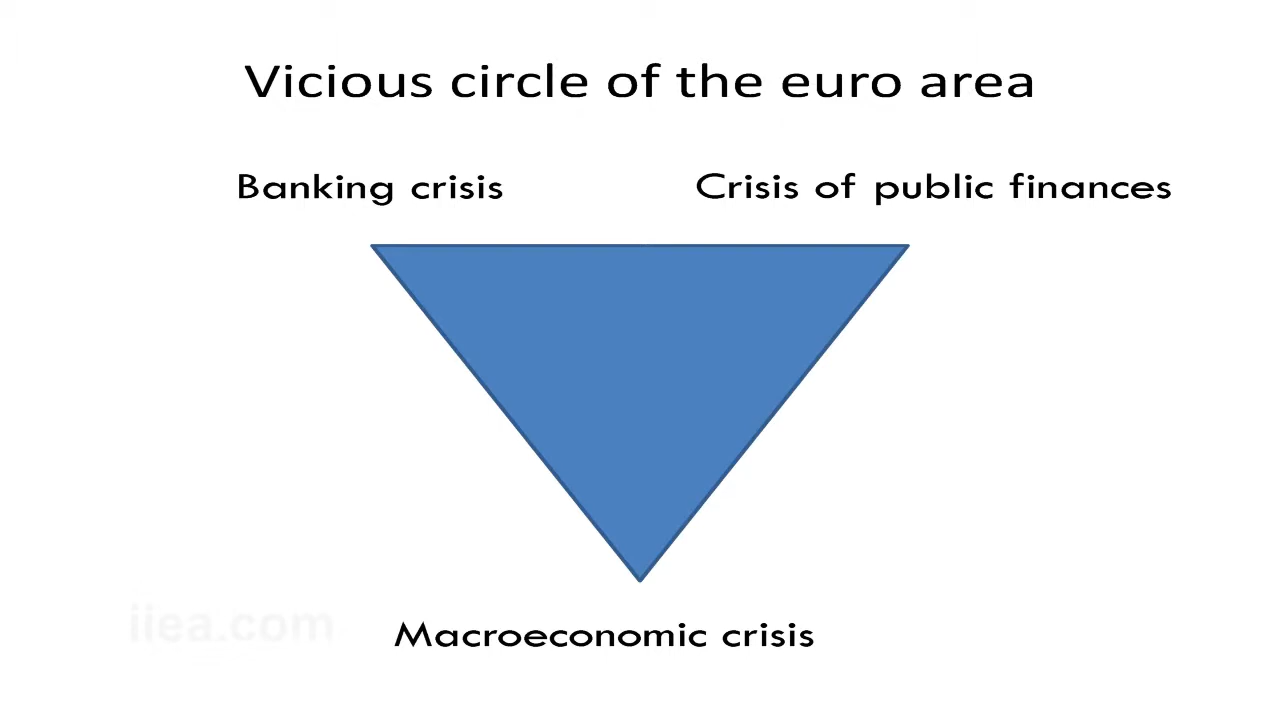 Vicious circle of the euro area
Banking crisis
Crisis of public finances
iiea.com
Macroeconomic crisis